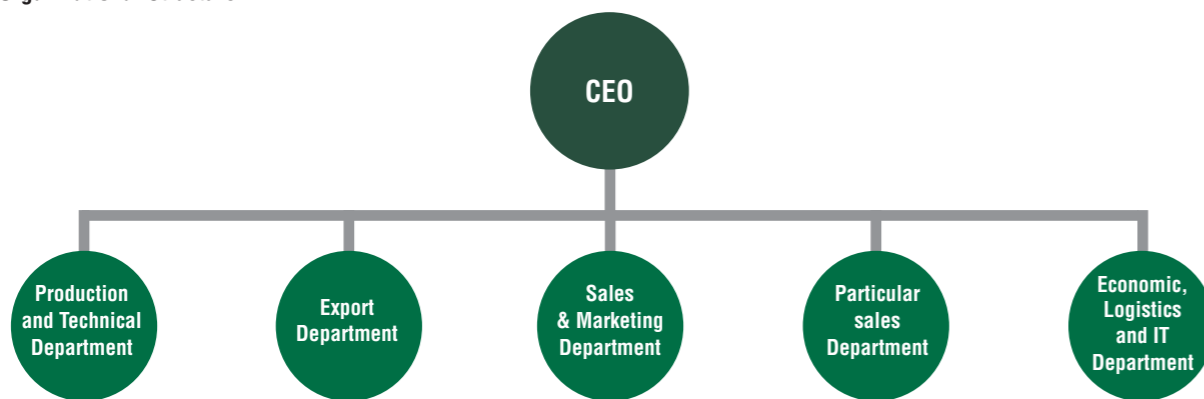 CEO
Production
and Technical
Department
Export
Department
Sales
& Marketing
Department
Particular
sales
Department
Economic,
Logistics
and IT
Department